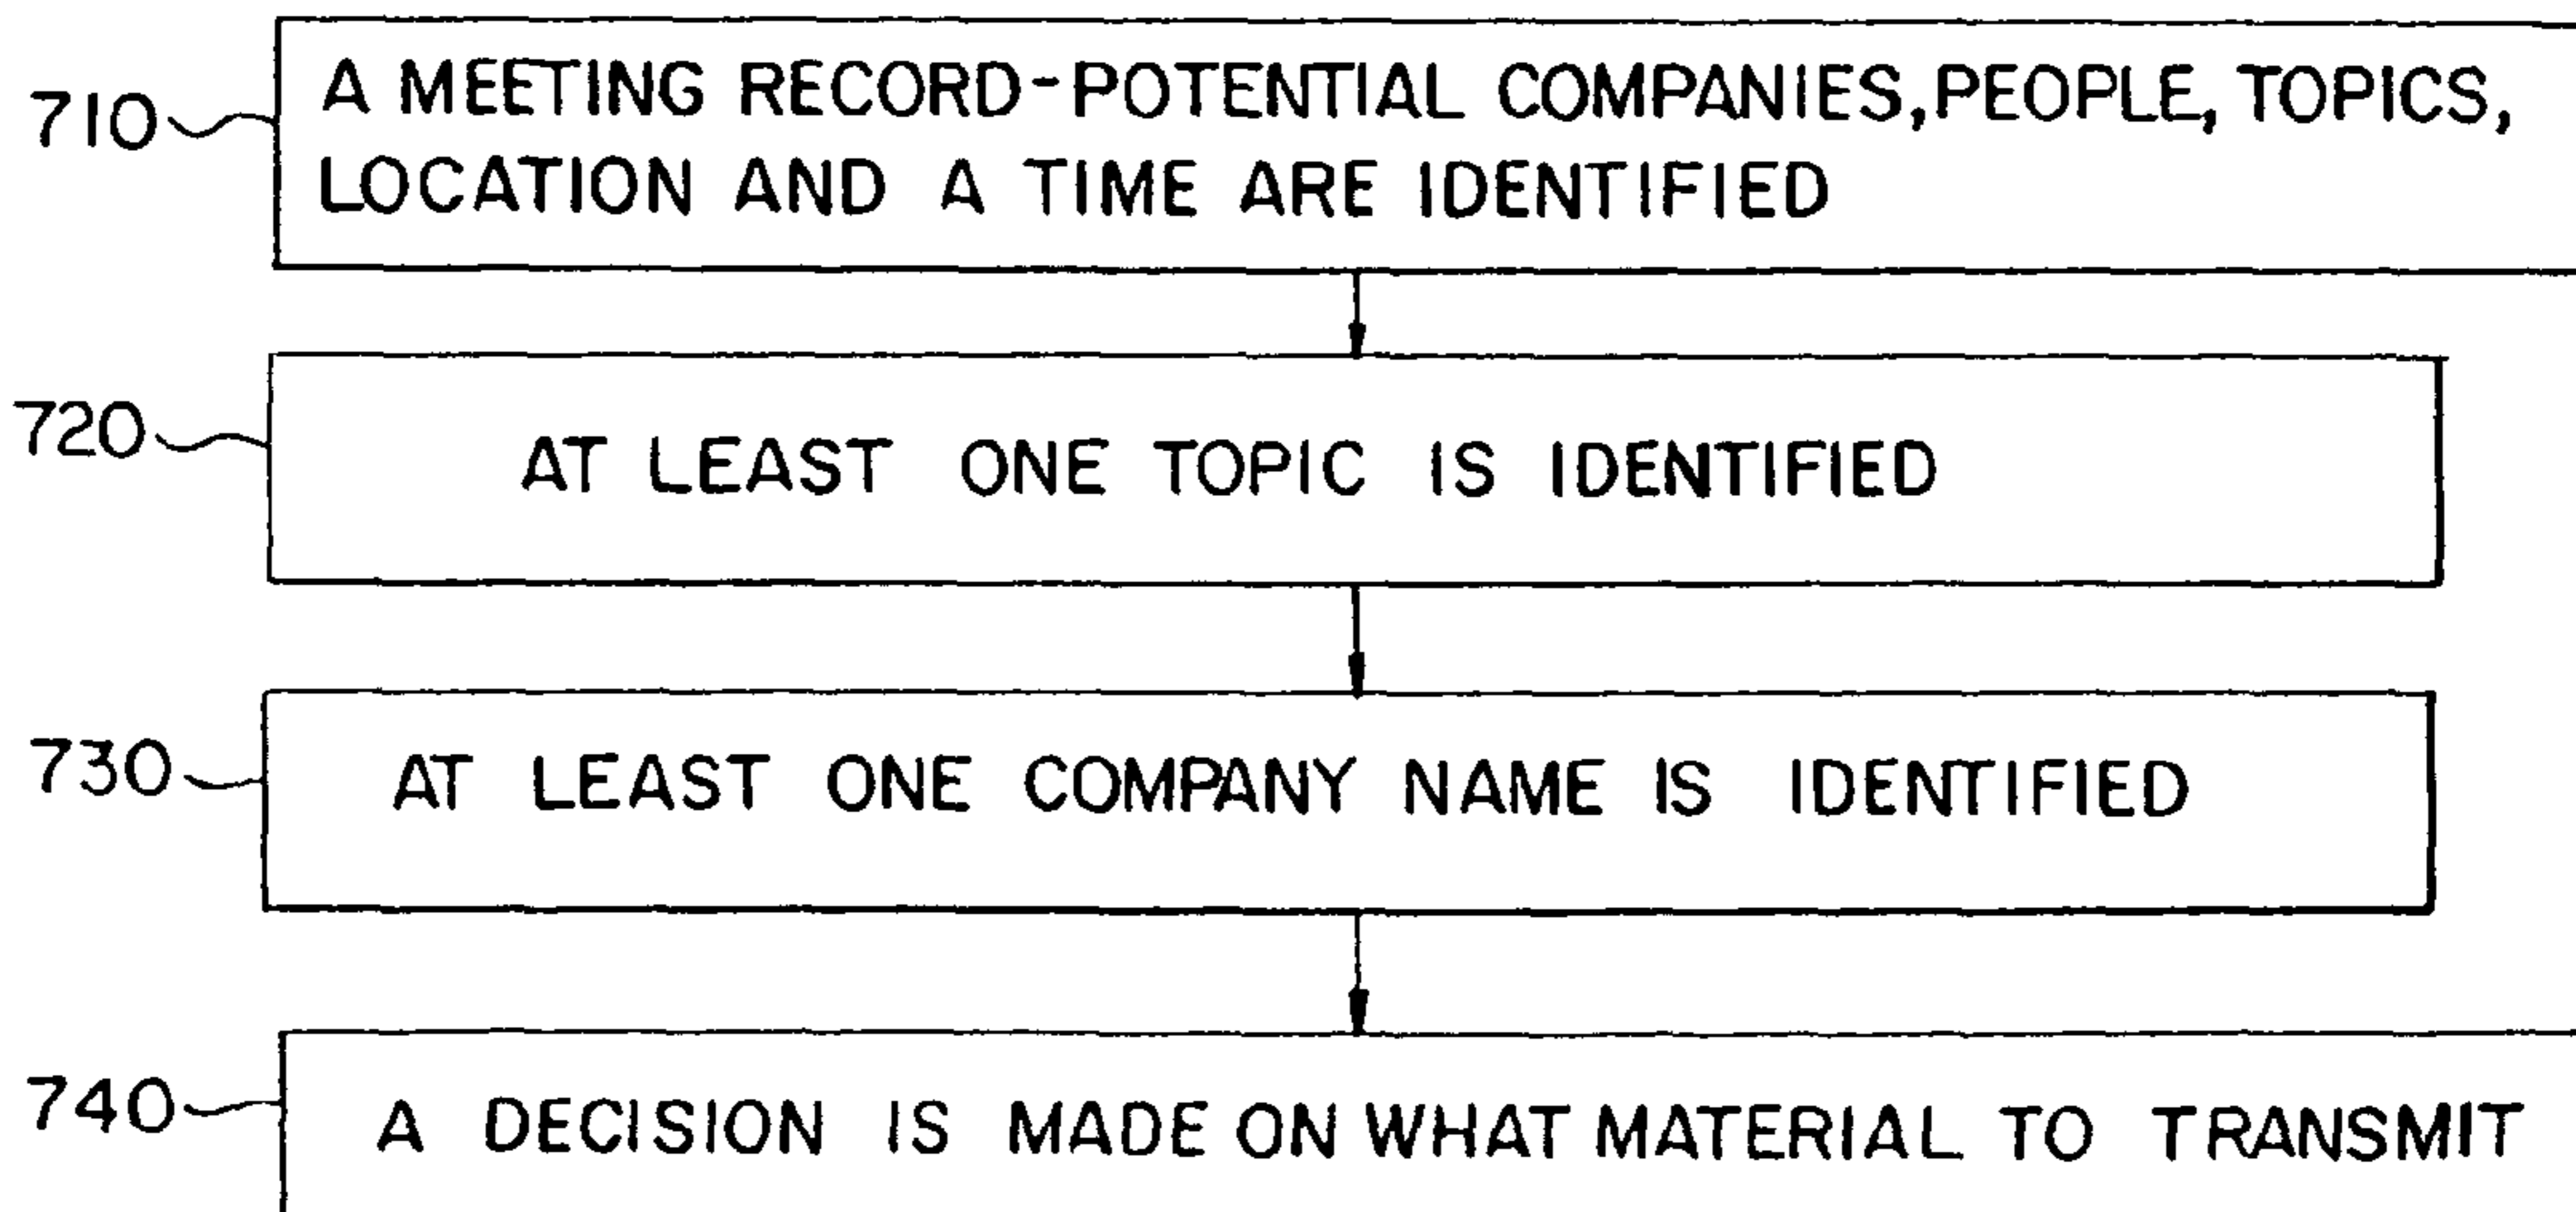 710
A MEETING RECORD-POTENTIAL COMPANIES, PEOPLE, TOPICS,
LOCATION AND A TIME ARE IDENTIFIED
720
AT LEAST ONE TOPIC IS IDENTIFIED
730
AT LEAST ONE COMPANY NAME IS IDENTIFIED
740
A DECISION IS MADE ON WHAT MATERIAL TO TRANSMIT